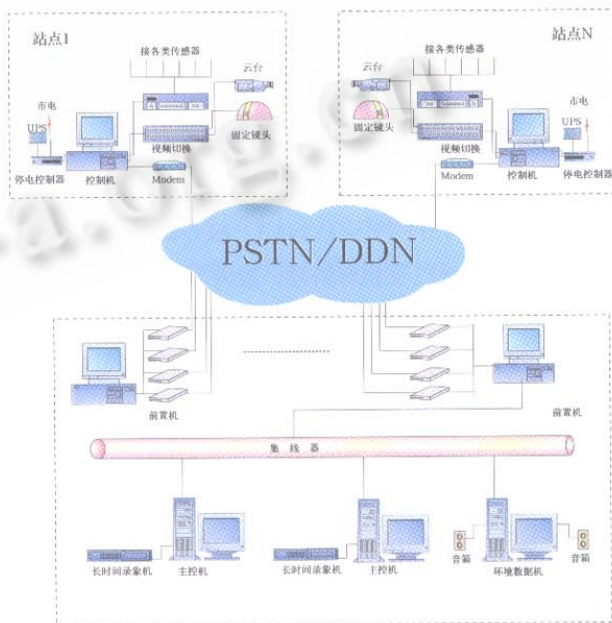 站点1
接各类传感器
云台
市电
UPS
固定镜头
视频切换
停电控制器
控制机
Modem
站点N
接各类传感器
云台
市电
UPS
固定镜头
视频切换
Modem
控制机
停电控制器
PSTN/DDN
前置机
前置机
集线器
长时间录象机
主控机
长时间录象机
主控机
音箱
环境数据机
音箱